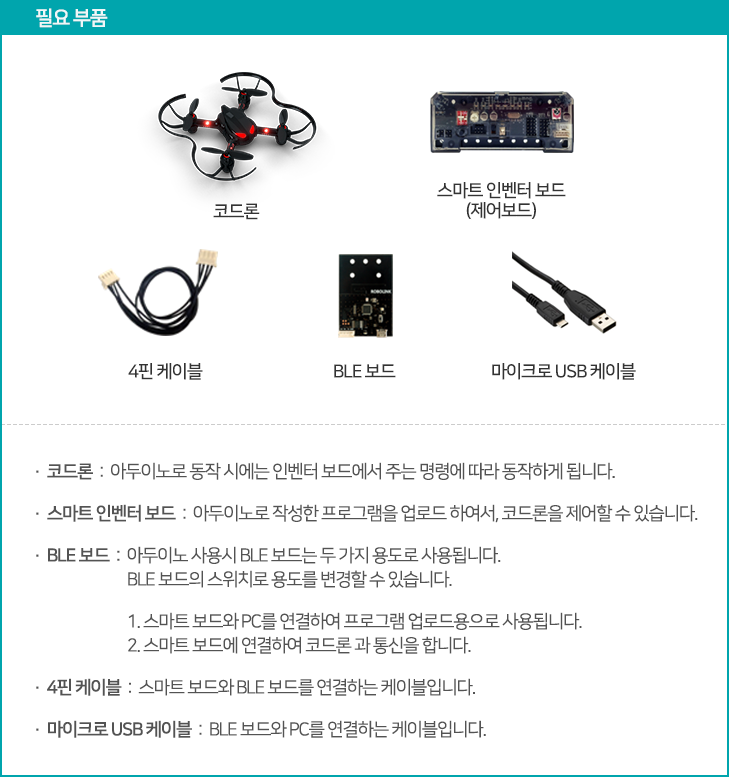 필요 부품
코드론
스마트 인벤터 보드
(제어보드)
ROBOLINK
4핀 케이블
BLE 보드
마이크로 USB 케이블
· 코드론 : 아두이노로 동작 시에는 인벤터 보드에서 주는 명령에 따라 동작하게 됩니다.
· 스마트 인벤터 보드 : 아두이노로 작성한 프로그램을 업로드 하여서, 코드론을 제어할 수 있습니다.
· BLE 보드 : 아두이노 사용시 BLE 보드는 두 가지 용도로 사용됩니다.
BLE 보드의 스위치로 용도를 변경할 수 있습니다.
1. 스마트 보드와 PC를 연결하여 프로그램 업로드용으로 사용됩니다.
2. 스마트 보드에 연결하여 코드론 과 통신을 합니다.
· 4핀 케이블 : 스마트 보드와 BLE 보드를 연결하는 케이블입니다.
· 마이크로 USB 케이블 : BLE 보드와 PC를 연결하는 케이블입니다.